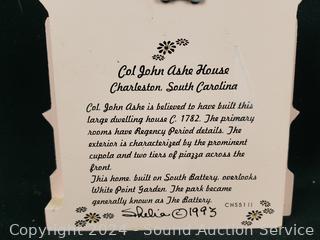 Col John Ashe House
Charleston, South Carolina
Col. John Ashe is believed to have built this
large dwelling house C. 1782. The primary
rooms have Regency Period details. The
exterior is characterized by the prominent
cupola and two tiers of piazza across the
front.
This home, built on South Battery, overlooks
White Point Garden. The park became
generally known as The Battery.
CNS5111
Shelia ©1993
Copyright 2024 - Sound Auction Service